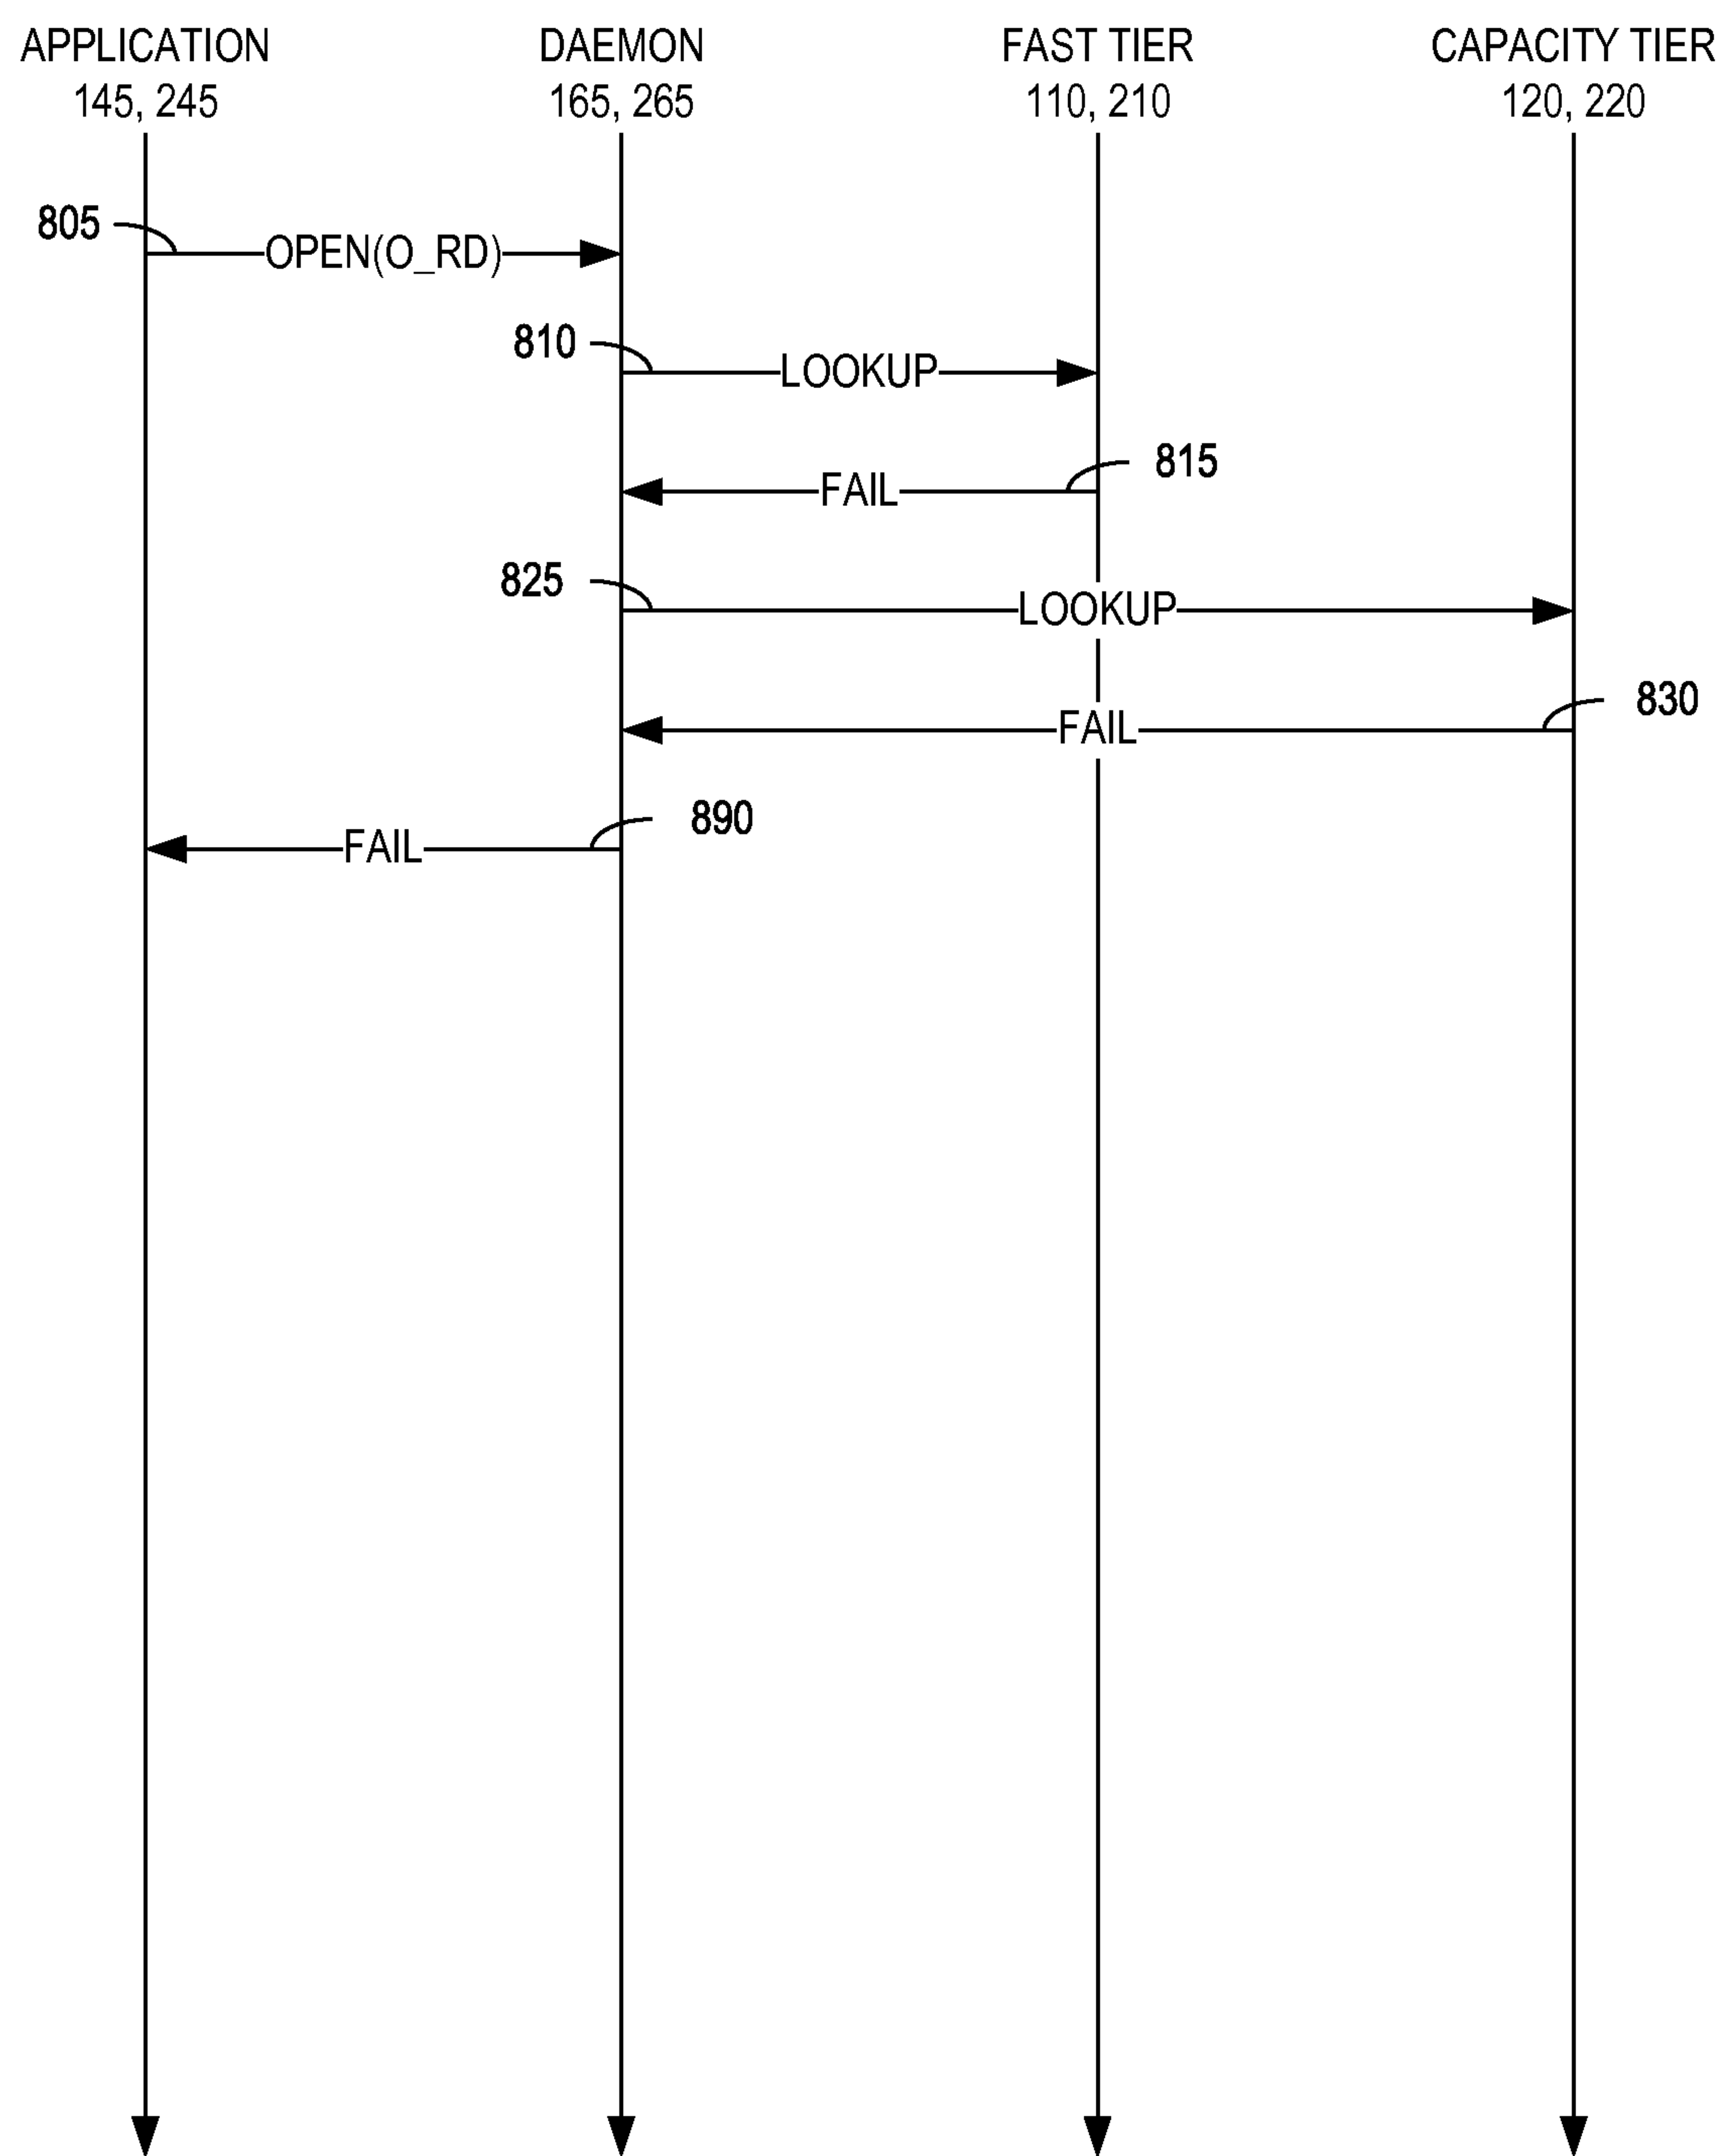 APPLICATION
145, 245
DAEMON
165, 265
FAST TIER
110, 210
CAPACITY TIER
120, 220
805
OPEN(O_RD)
810
LOOKUP
815
FAIL
825
LOOKUP
830
FAIL
890
FAIL